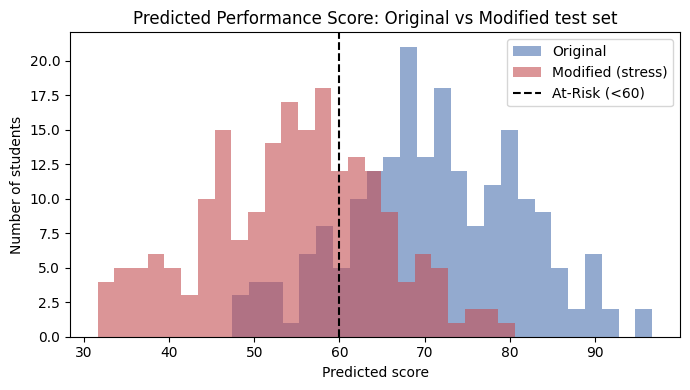 Predicted Performance Score: Original vs Modified test set
Original
Modified (stress)
At-Risk (<60)
Number of students
20.0
17.5
15.0
12.5
10.0
7.5
5.0
2.5
0.0
30 40 50 60 70 80 90
Predicted score